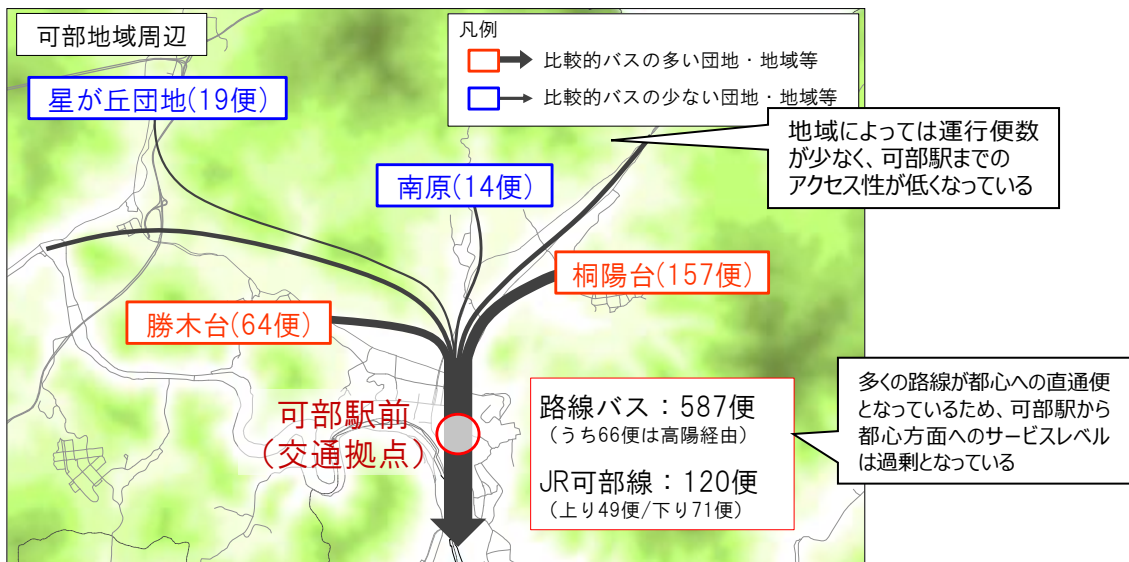 可部地域周辺
凡例
比較的バスの多い団地・地域等
比較的バスの少ない団地・地域等
星が丘団地(19便)
地域によっては運行便数
が少なく、可部駅までの
アクセス性が低くなっている
南原(14便)
桐陽台(157便)
勝木台(64便)
可部駅前
(交通拠点)
路線バス：587便
(うち66便は高陽経由)
JR可部線：120便
(上り49便/下り71便)
多くの路線が都心への直通便
となっているため、可部駅から
都心方面へのサービスレベル
は過剰となっている